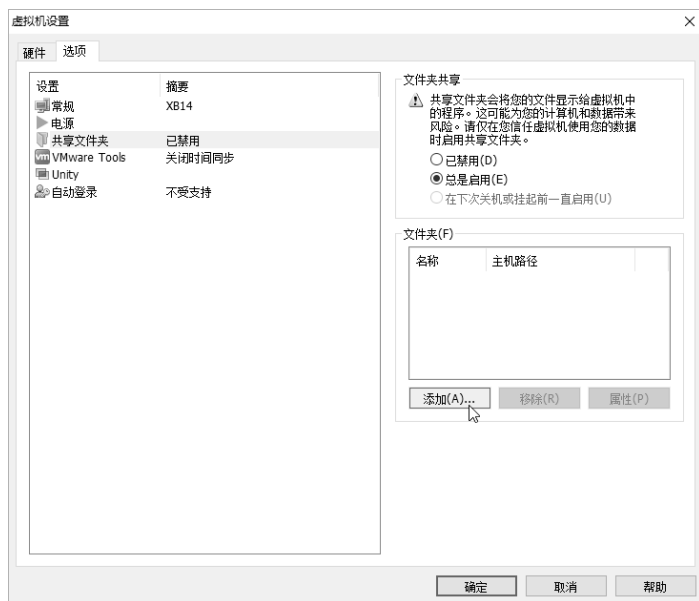 虚拟机设置
硬件 选项
设置 摘要
常规 XB14
电源
共享文件夹 已禁用
VMware Tools 关闭时间同步
Unity
自动登录 不受支持
文件夹共享
共享文件夹会将您的文件显示给虚拟机中
的程序。这可能为您的计算机和数据带来
风险。请仅在您信任虚拟机使用您的数据
时启用共享文件夹。
已禁用(D)
总是启用(E)
在下次关机或挂起前一直启用(U)
文件夹(F)
名称 主机路径
添加(A)... 移除(R) 属性(P)
确定 取消 帮助